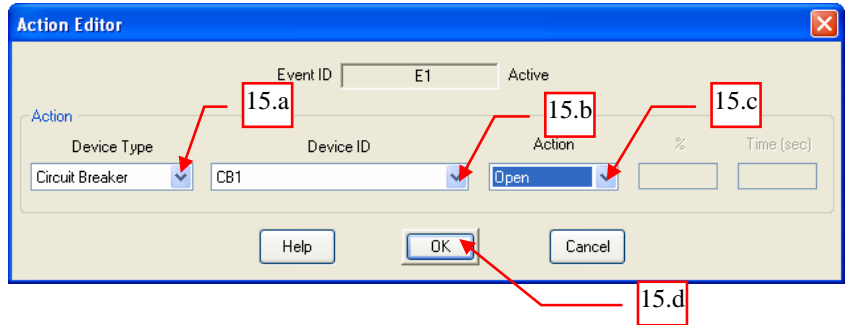 Action Editor
Event ID E1 Active
15.a 15.b 15.c
Action
Device Type Device ID Action % Time (sec)
Circuit Breaker CB1 Open
Help OK Cancel
15.d